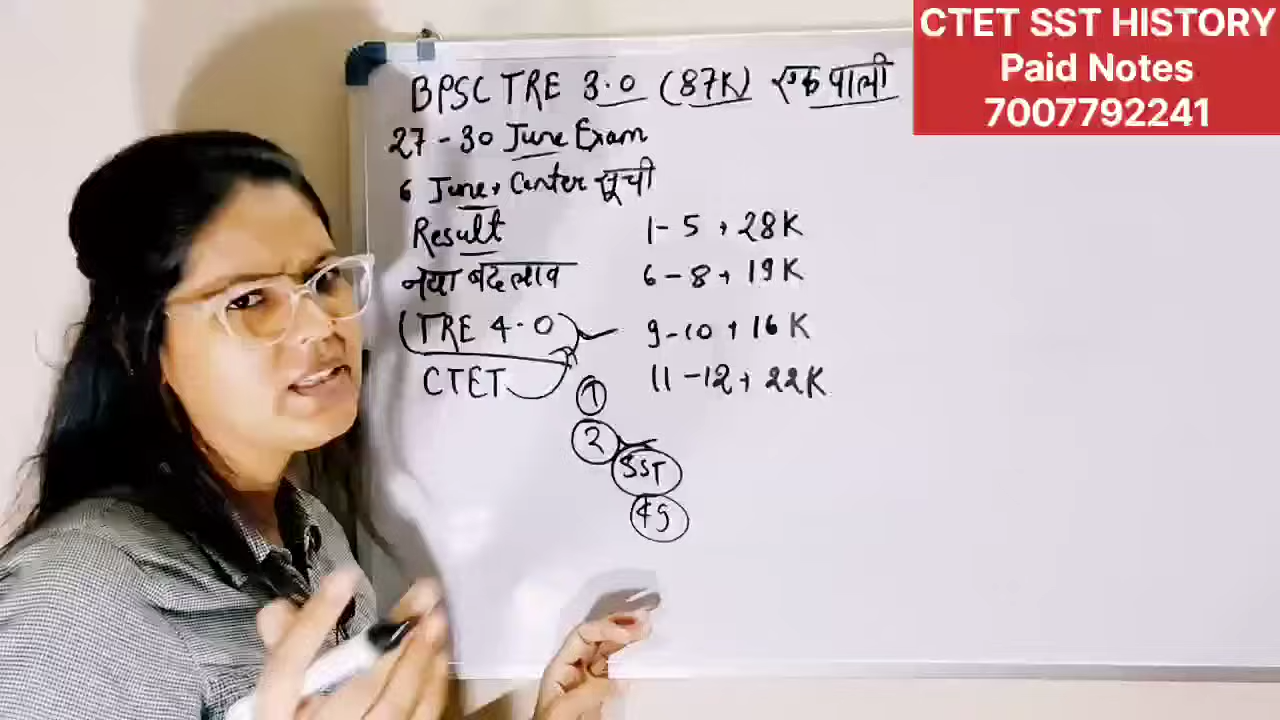 CTET SST HISTORY
Paid Notes
7007792241
BPSC TRE 3.0 (87K) एक पाली
27 - 30 June Exam
6 June, Center सूची
Result
1 - 5 → 28K
नया बदलाव
6 - 8 → 19K
(TRE 4.0)
9 - 10 → 16K
CTET
11 - 12 → 22K
1
2
SST